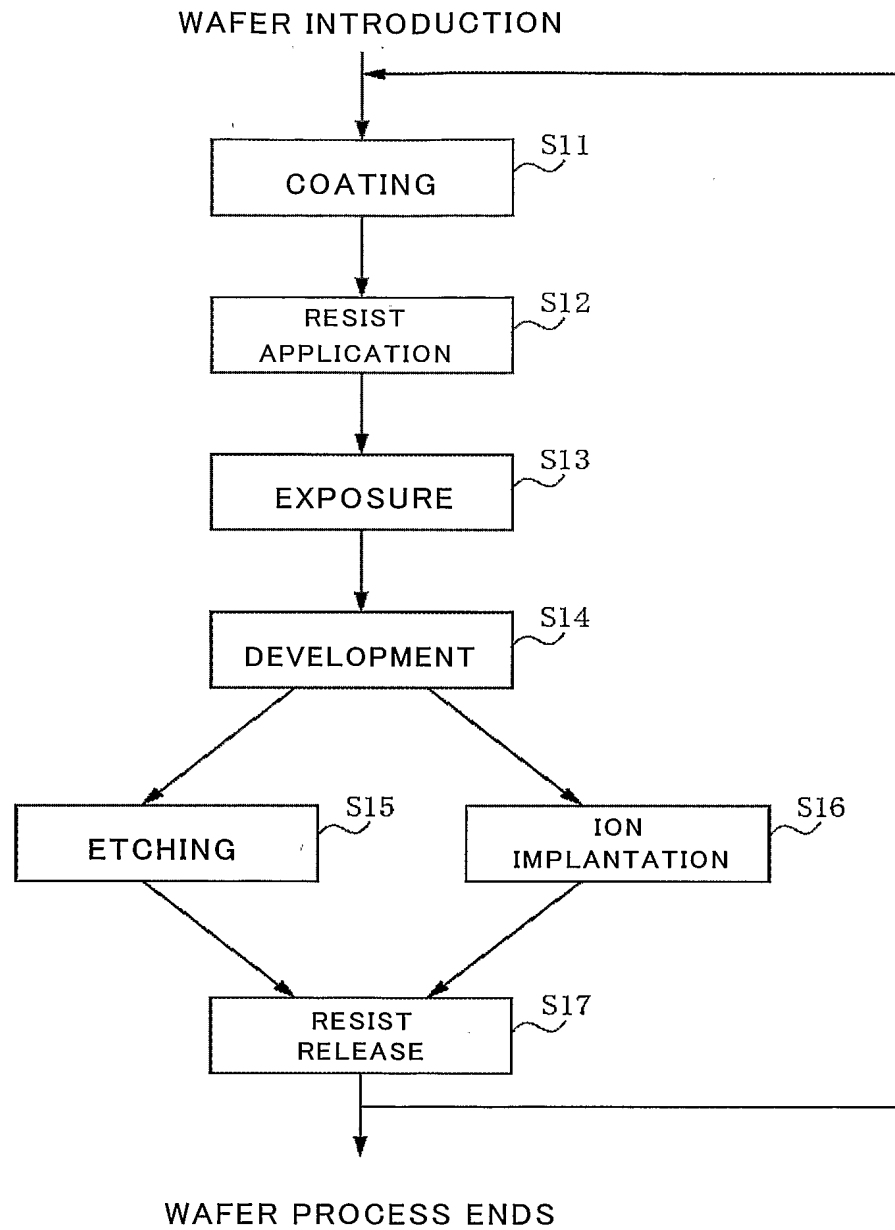 WAFER INTRODUCTION
S11
COATING
S12
RESIST
APPLICATION
S13
EXPOSURE
S14
DEVELOPMENT
S15
ETCHING
S16
ION
IMPLANTATION
S17
RESIST
RELEASE
WAFER PROCESS ENDS